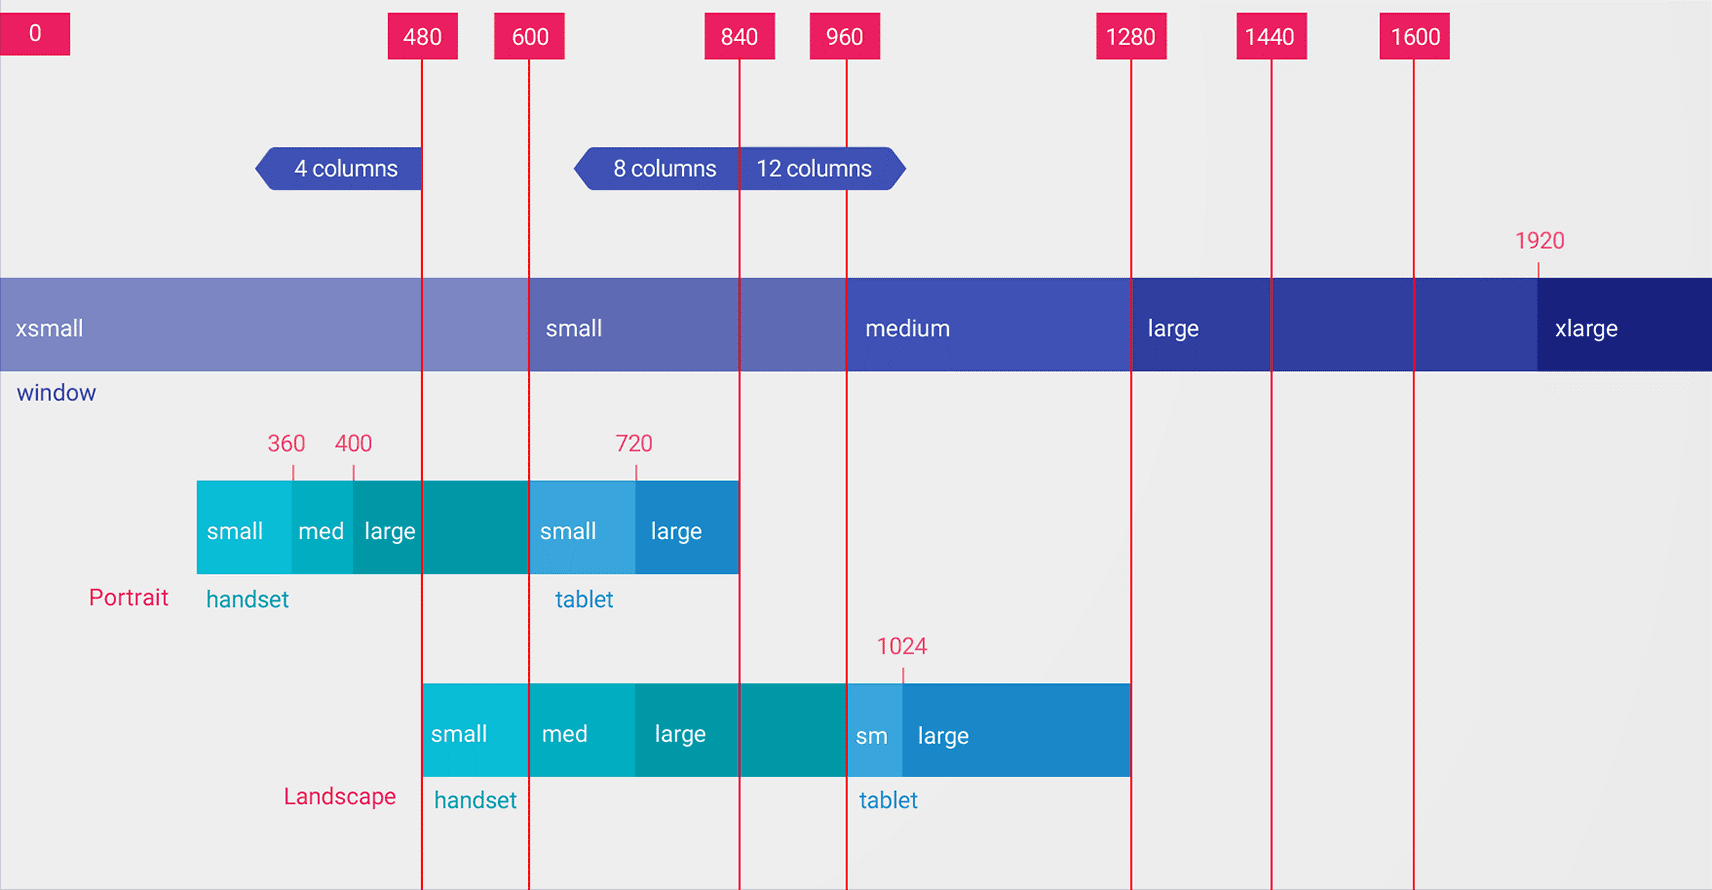 0 480 600 840 960 1280 1440 1600
4 columns 8 columns 12 columns
1920
xsmall small medium large xlarge
window
360 400 720
small med large small large
Portrait handset tablet
1024
small med large sm large
Landscape handset tablet